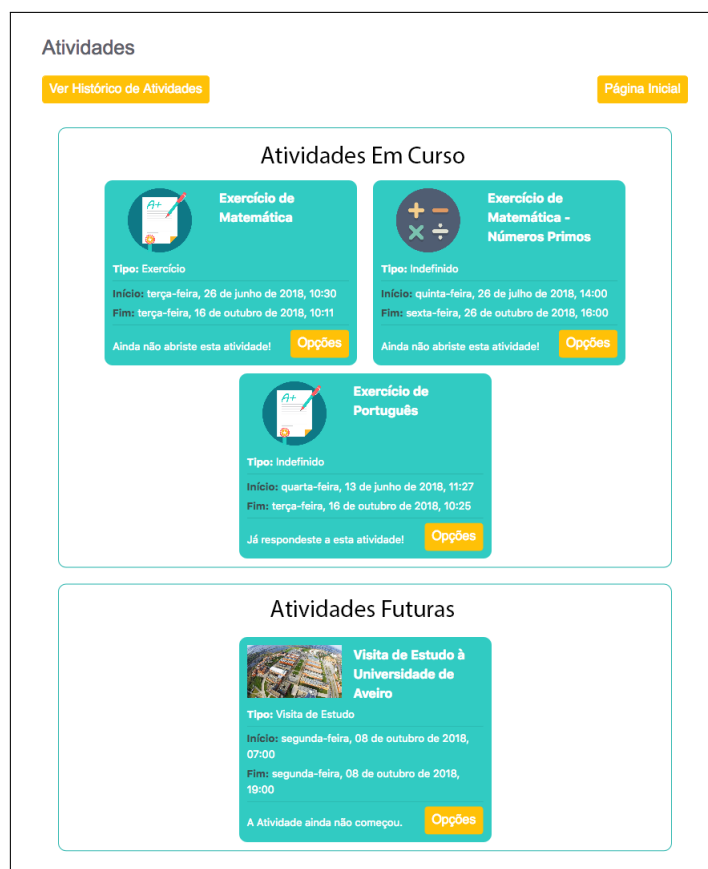 Atividades
Ver Histórico de Atividades
Página Inicial
Atividades Em Curso
A+
Exercício de
Matemática
Tipo: Exercício
Início: terça-feira, 26 de junho de 2018, 10:30
Fim: terça-feira, 16 de outubro de 2018, 10:11
Ainda não abriste esta atividade!
Opções
Exercício de
Matemática -
Números Primos
Tipo: Indefinido
Início: quinta-feira, 26 de julho de 2018, 14:00
Fim: sexta-feira, 26 de outubro de 2018, 16:00
Ainda não abriste esta atividade!
Opções
A+
Exercício de
Português
Tipo: Indefinido
Início: quarta-feira, 13 de junho de 2018, 11:27
Fim: terça-feira, 16 de outubro de 2018, 10:25
Já respondeste a esta atividade!
Opções
Atividades Futuras
Visita de Estudo à
Universidade de
Aveiro
Tipo: Visita de Estudo
Início: segunda-feira, 08 de outubro de 2018,
07:00
Fim: segunda-feira, 08 de outubro de 2018,
19:00
A Atividade ainda não começou.
Opções